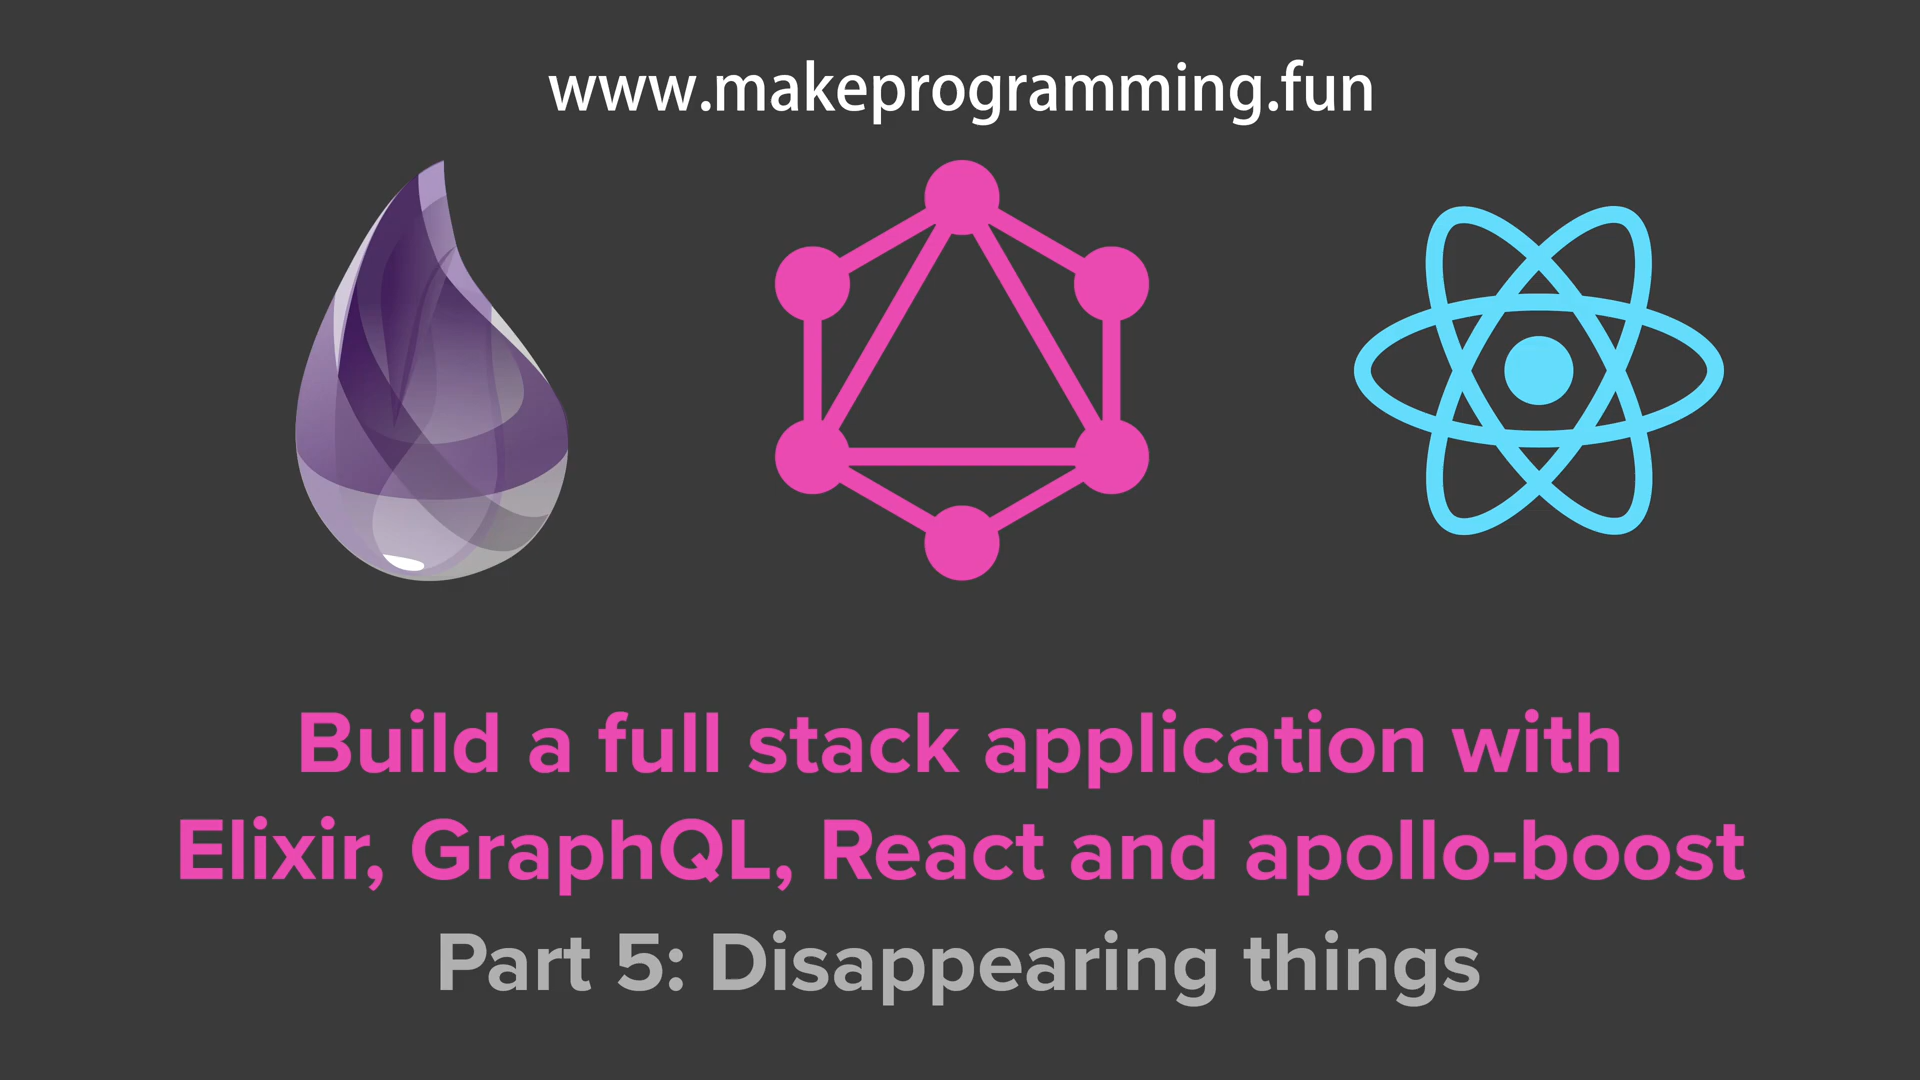 www.makeprogramming.fun
Build a full stack application with
Elixir, GraphQL, React and apollo-boost
Part 5: Disappearing things